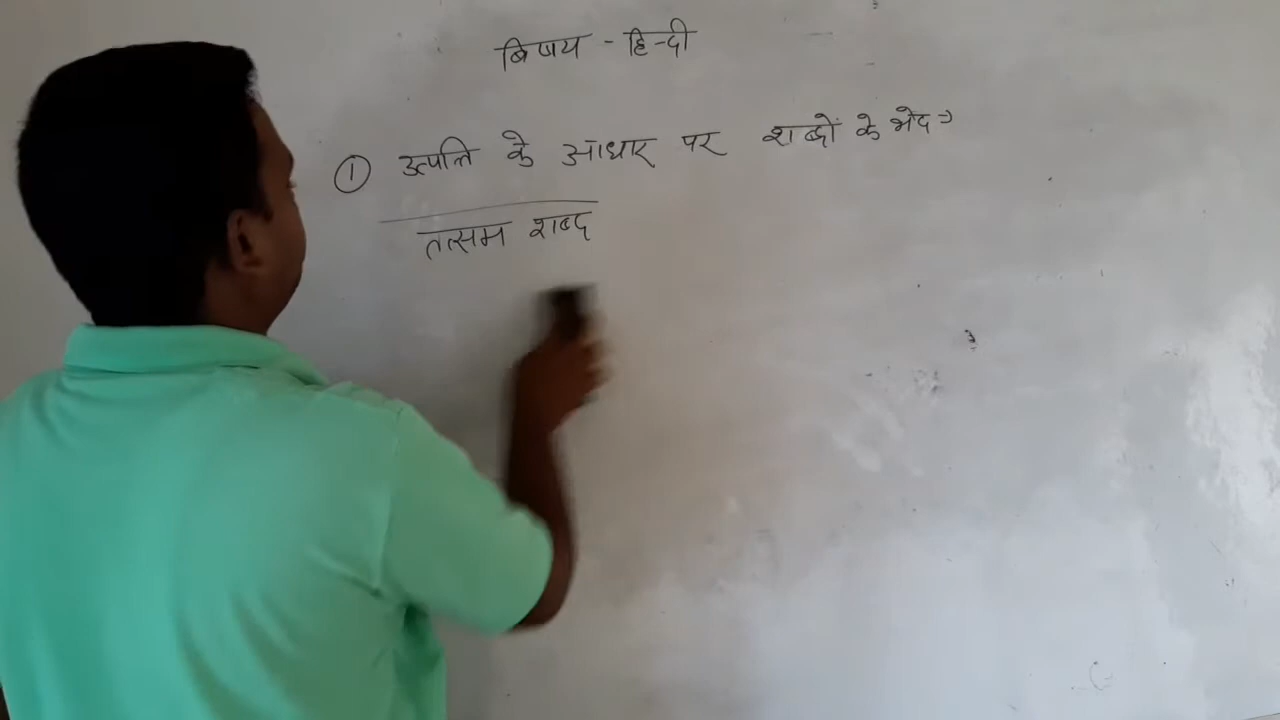 बिषय - हिन्दी
① उत्पत्ति के आधार पर शब्दों के भेद ⇒
तत्सम शब्द